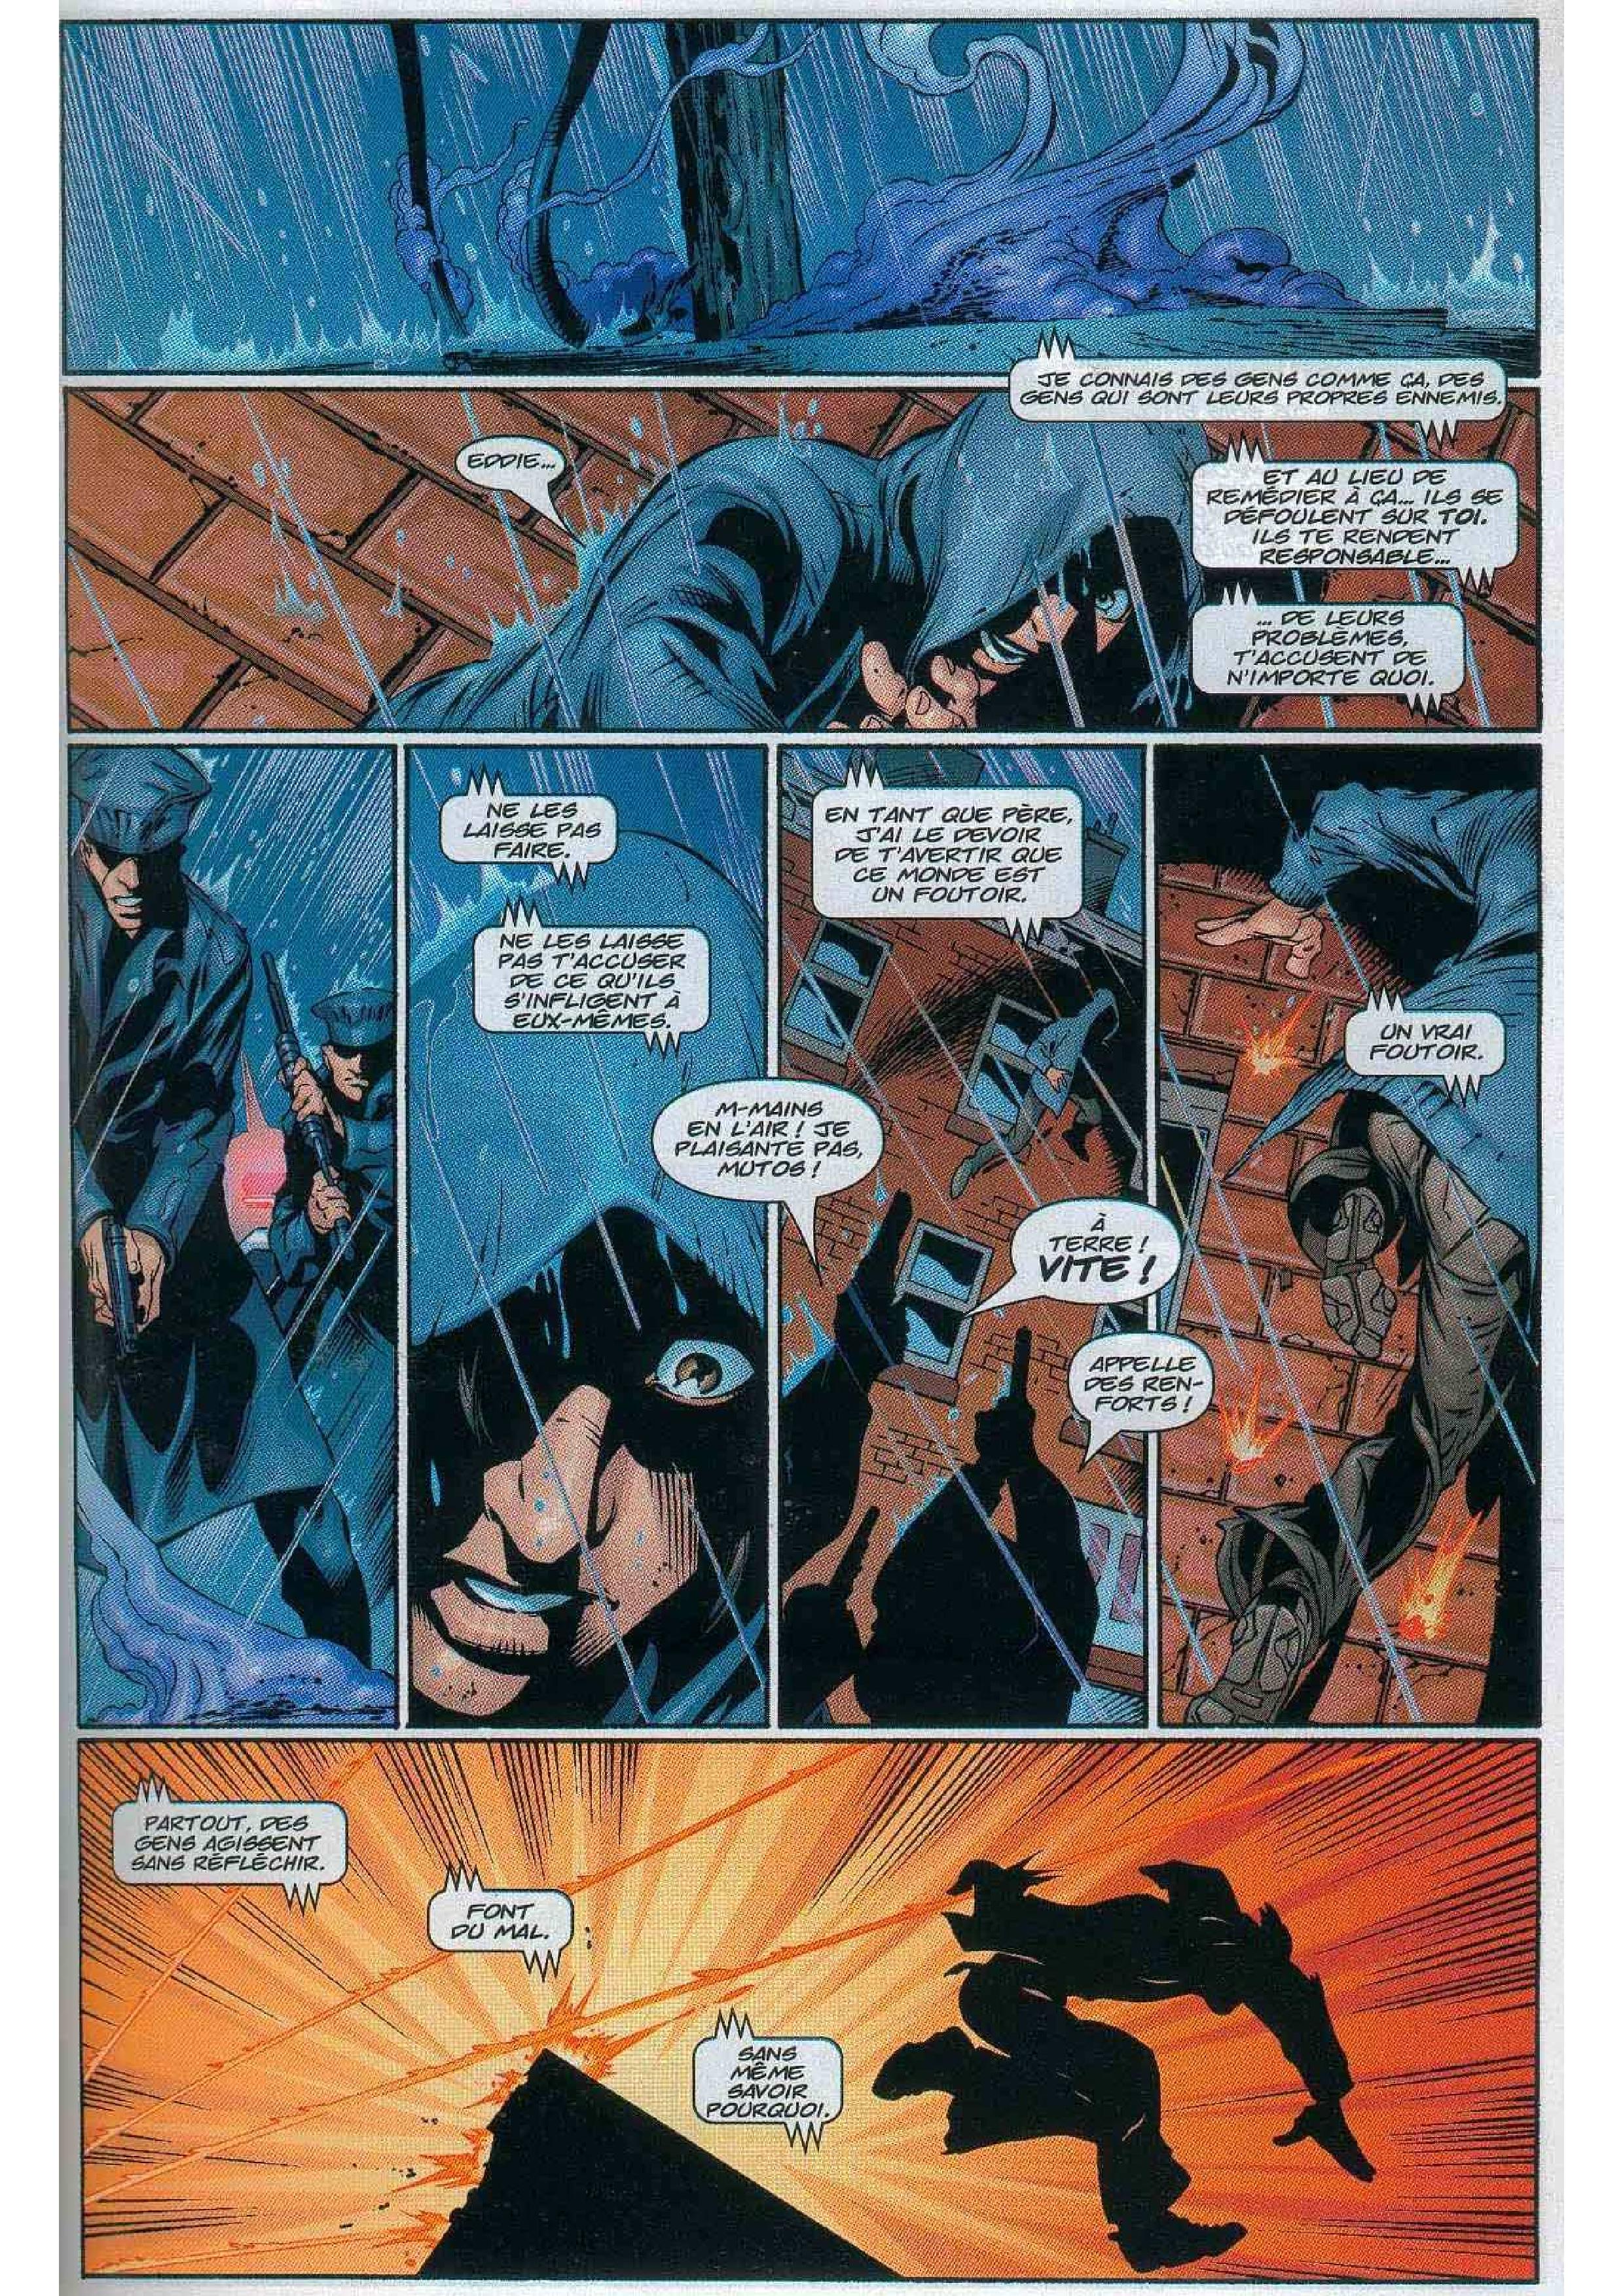 JE CONNAIS DES GENS COMME ÇA, DES
GENS QUI SONT LEURS PROPRES ENNEMIS.
EDDIE...
ET AU LIEU DE
REMÉDIER À ÇA... ILS SE
DÉFOULENT SUR TOI.
ILS TE RENDENT
RESPONSABLE...
... DE LEURS
PROBLÈMES,
T'ACCUSENT DE
N'IMPORTE QUOI.
NE LES
LAISSE PAS
FAIRE.
NE LES LAISSE
PAS T'ACCUSER
DE CE QU'ILS
S'INFLIGENT À
EUX-MÊMES.
EN TANT QUE PÈRE,
J'AI LE DEVOIR
DE T'AVERTIR QUE
CE MONDE EST
UN FOUTOIR.
M-MAINS
EN L'AIR ! JE
PLAISANTE PAS,
MUTOS !
À
TERRE !
VITE !
APPELLE
DES REN-
FORTS !
UN VRAI
FOUTOIR.
PARTOUT, DES
GENS AGISSENT
SANS RÉFLÉCHIR.
FONT
DU MAL.
SANS
MÊME
SAVOIR
POURQUOI.